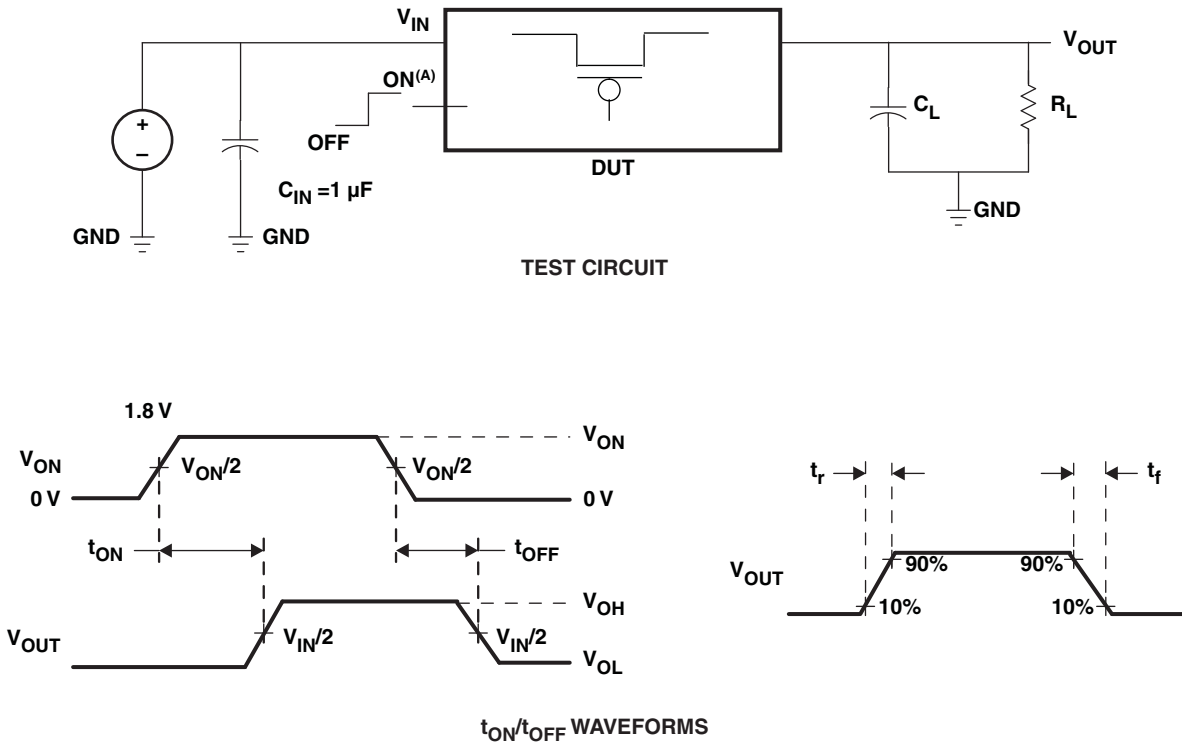 V_IN
V_OUT
ON(A)
+
–
OFF
C_L
R_L
DUT
C_IN =1 µF
GND
GND
GND
TEST CIRCUIT
1.8 V
V_ON
V_ON
V_ON/2
V_ON/2
0 V
0 V
t_ON
t_OFF
V_OH
V_OUT
V_IN/2
V_IN/2
V_OL
t_r
t_f
V_OUT
90%
90%
10%
10%
t_ON/t_OFF WAVEFORMS